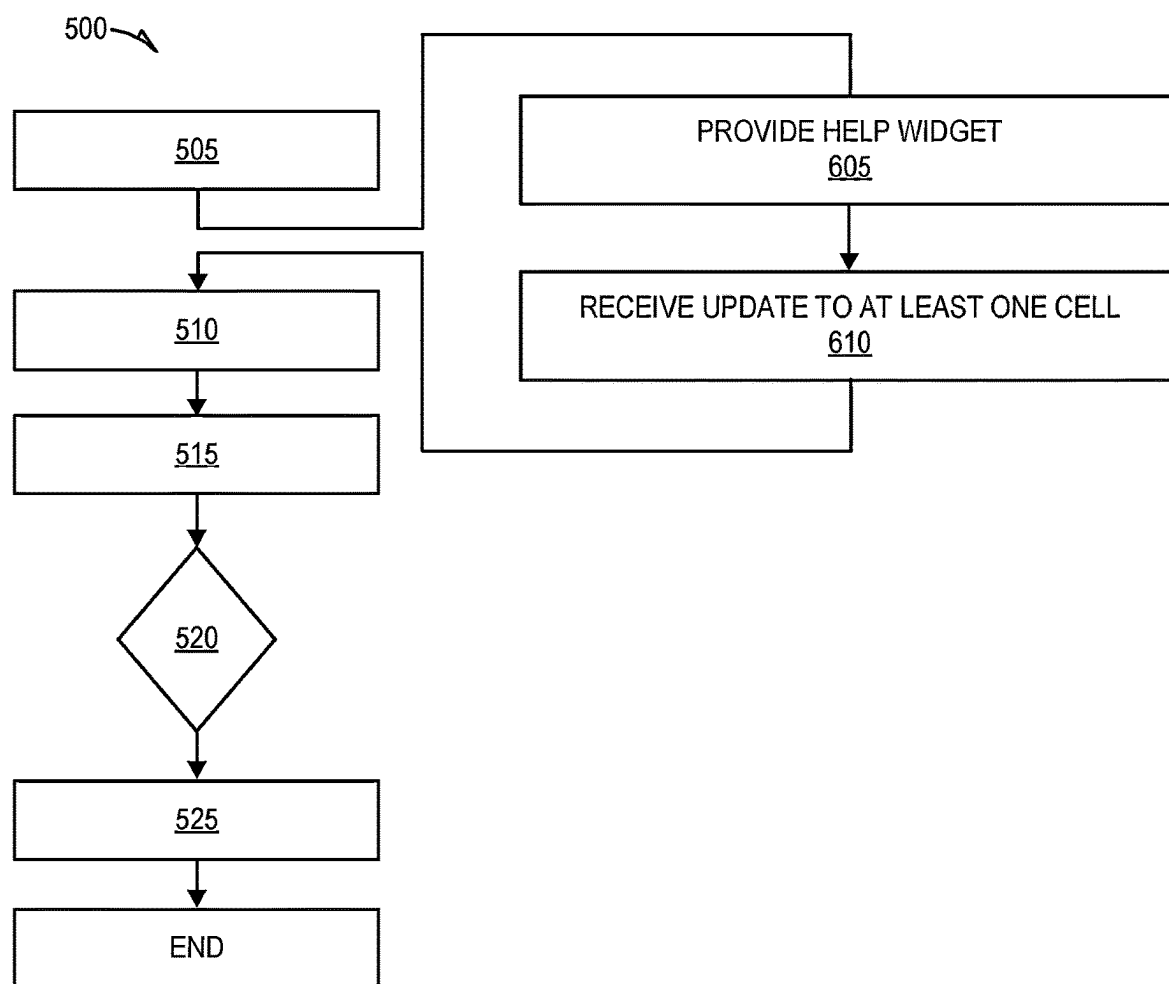 500
505
PROVIDE HELP WIDGET
605
RECEIVE UPDATE TO AT LEAST ONE CELL
610
510
515
520
525
END